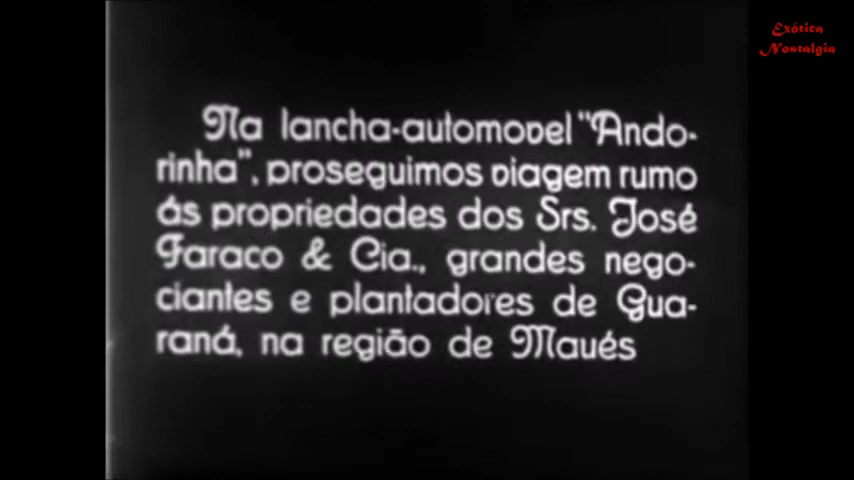 Exótica
Nostalgia
Na lancha-automovel "Ando-
rinha", proseguimos viagem rumo
ás propriedades dos Srs. José
Faraco & Cia., grandes nego-
ciantes e plantadores de Gua-
raná, na região de Maués